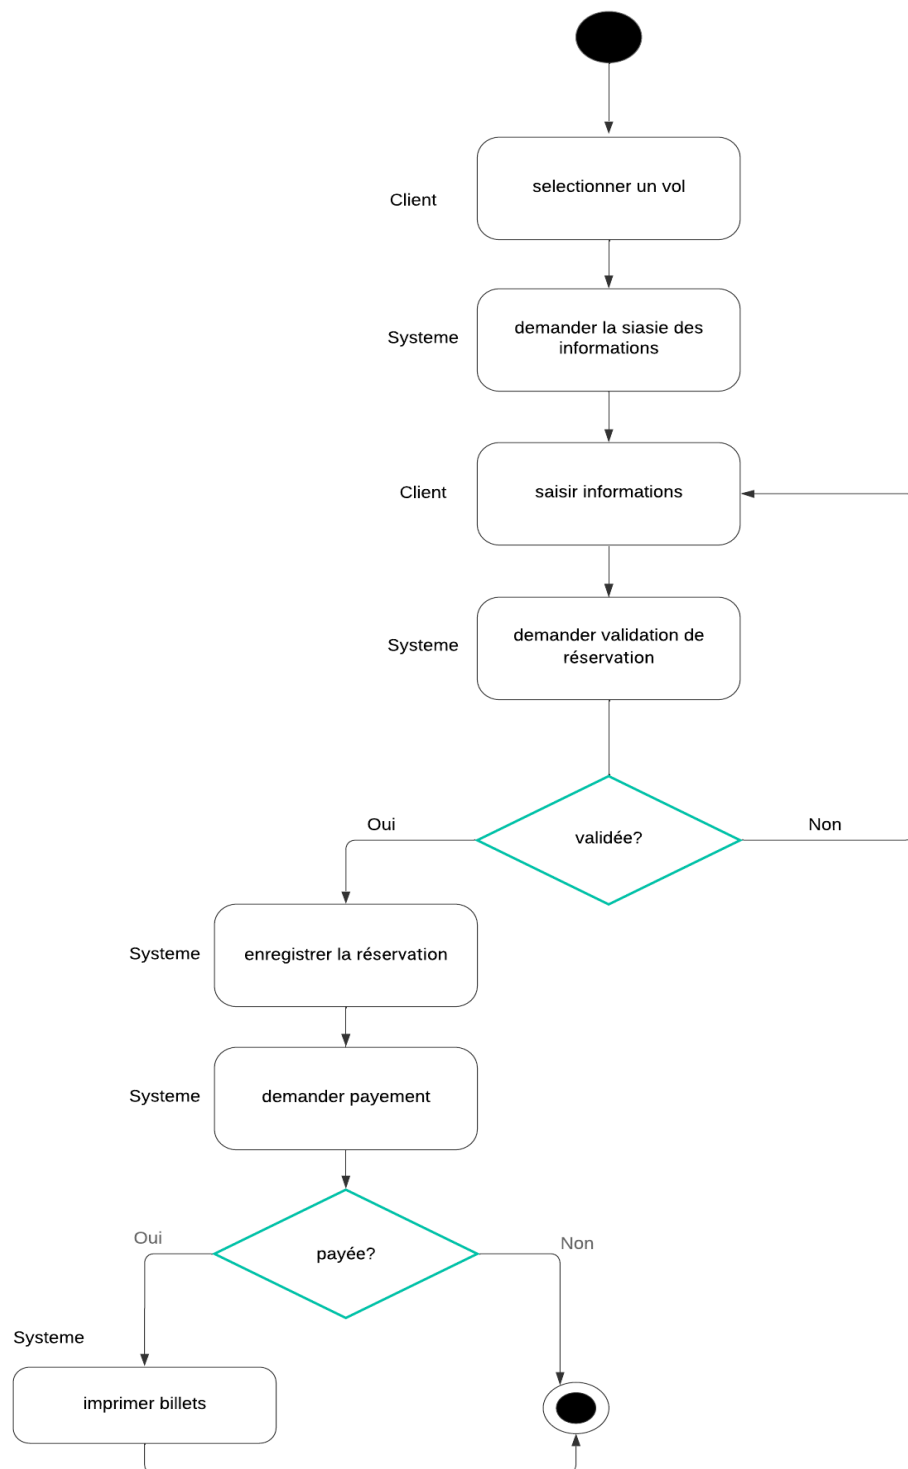 Client
selectionner un vol
Systeme
demander la siasie des
informations
Client
saisir informations
Systeme
demander validation de
réservation
Oui
validée?
Non
Systeme
enregistrer la réservation
Systeme
demander payement
Oui
payée?
Non
Systeme
imprimer billets